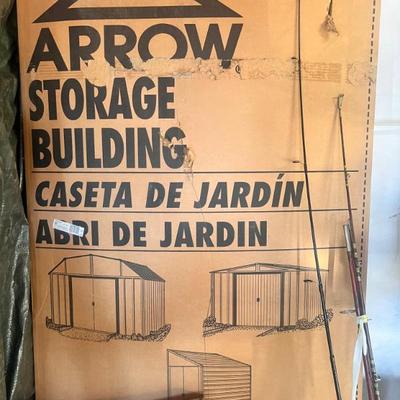 ARROW
STORAGE
BUILDING
CASETA DE JARDÍN
ABRI DE JARDIN